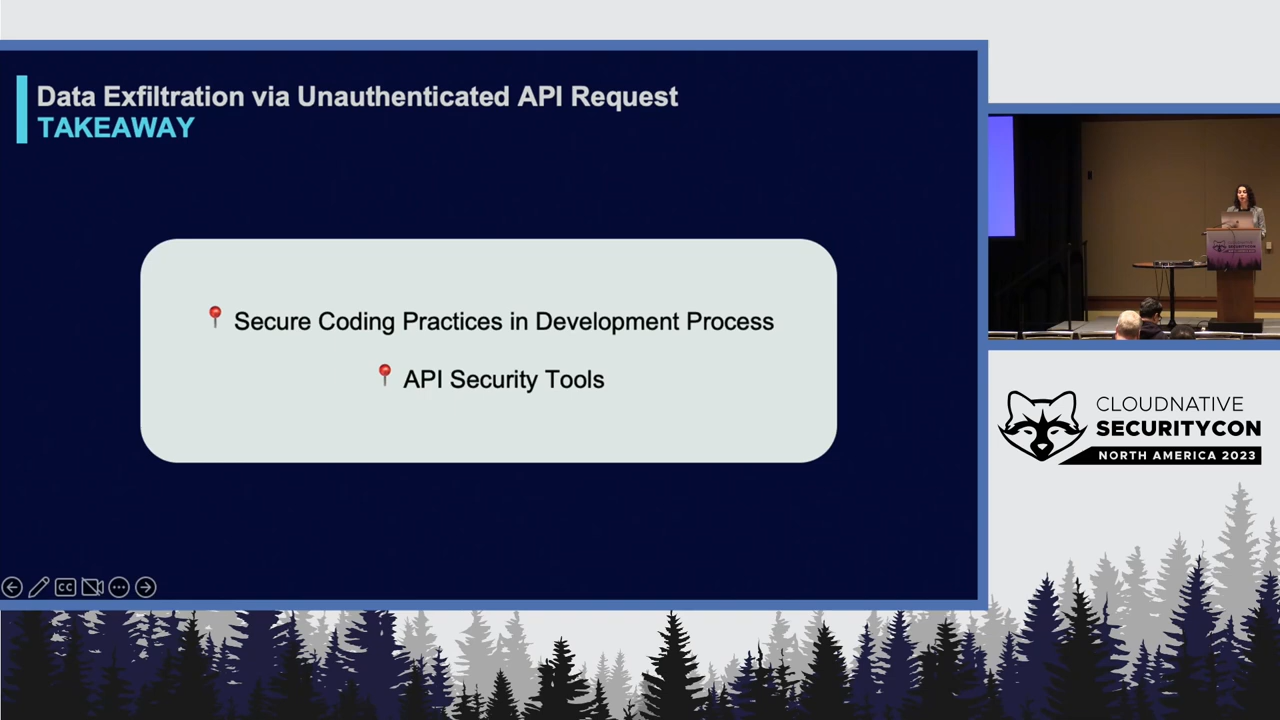 Data Exfiltration via Unauthenticated API Request
TAKEAWAY
Secure Coding Practices in Development Process
API Security Tools
CC
CLOUDNATIVE
SECURITYCON
NORTH AMERICA 2023